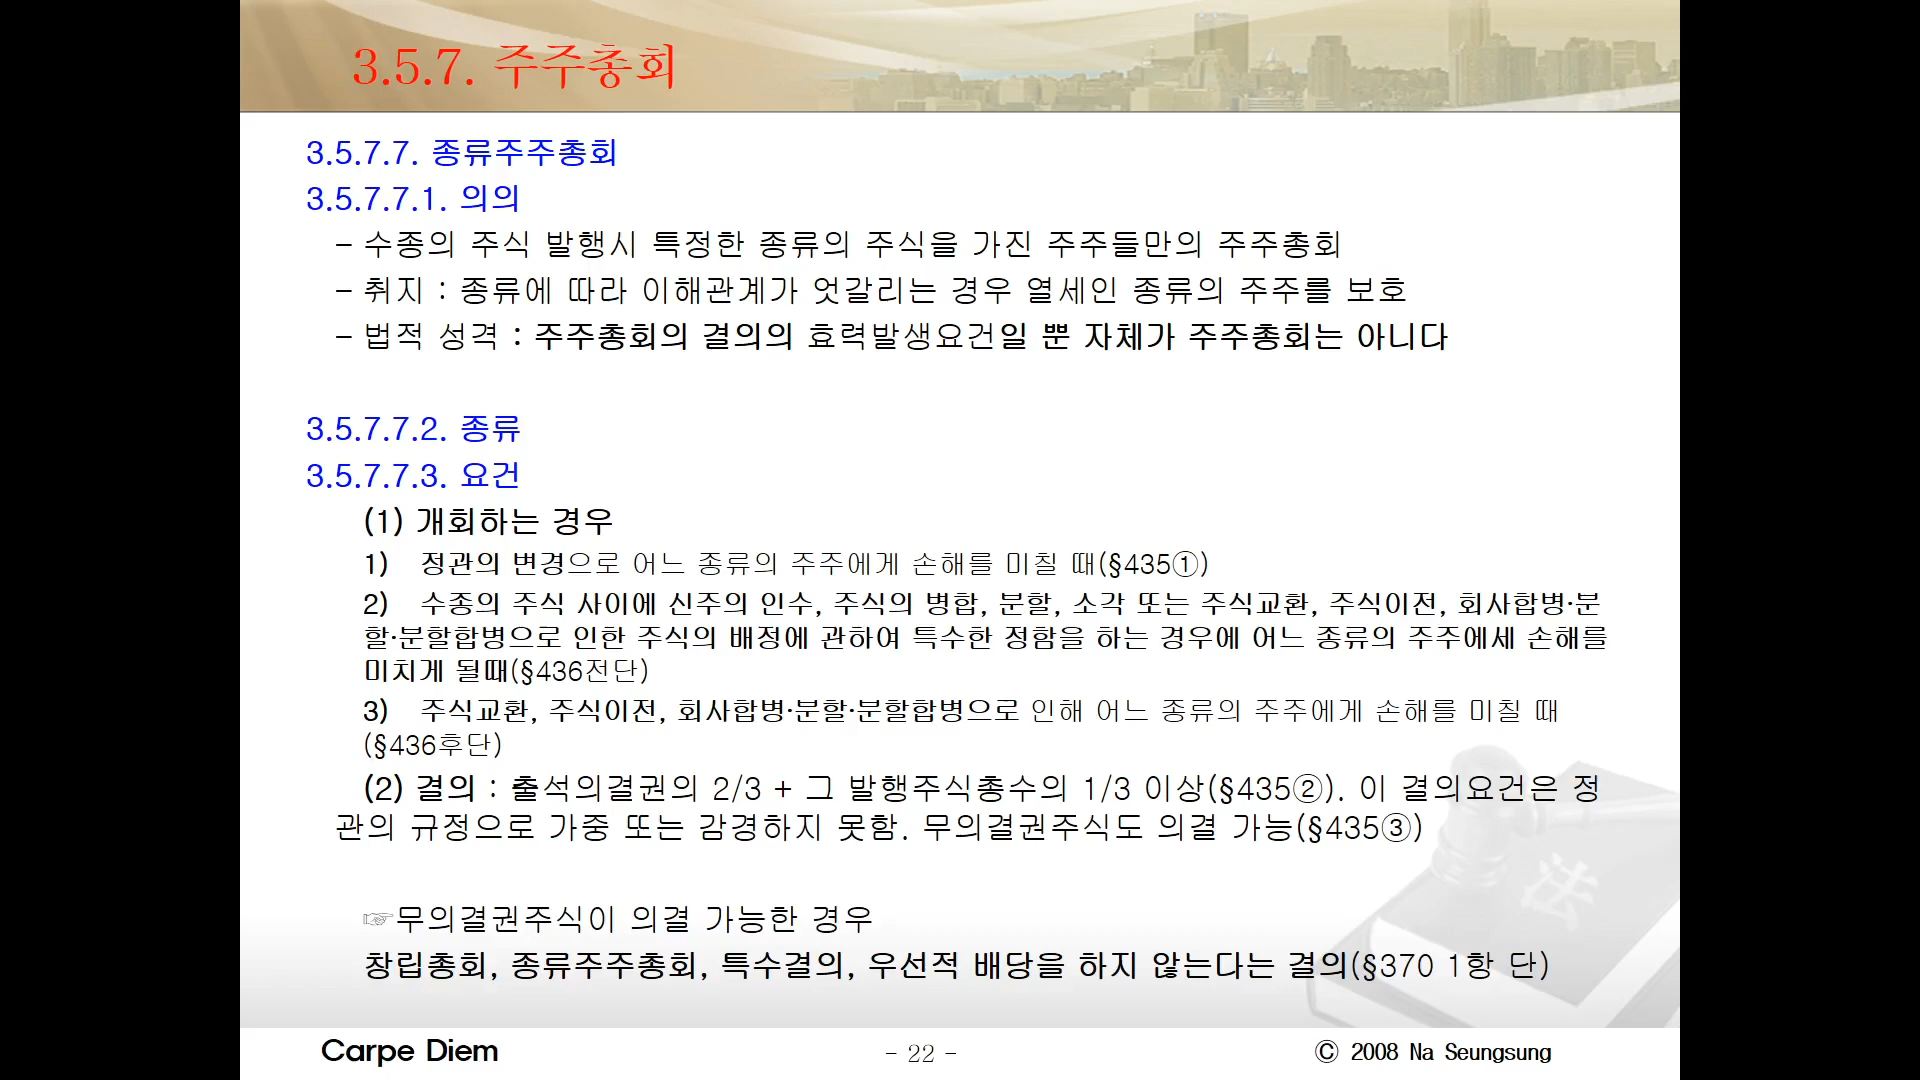 3.5.7. 주주총회
3.5.7.7. 종류주주총회
3.5.7.7.1. 의의
– 수종의 주식 발행시 특정한 종류의 주식을 가진 주주들만의 주주총회
– 취지 : 종류에 따라 이해관계가 엇갈리는 경우 열세인 종류의 주주를 보호
– 법적 성격 : 주주총회의 결의의 효력발생요건일 뿐 자체가 주주총회는 아니다
3.5.7.7.2. 종류
3.5.7.7.3. 요건
(1) 개회하는 경우
1) 정관의 변경으로 어느 종류의 주주에게 손해를 미칠 때(§435①)
2) 수종의 주식 사이에 신주의 인수, 주식의 병합, 분할, 소각 또는 주식교환, 주식이전, 회사합병·분
할·분할합병으로 인한 주식의 배정에 관하여 특수한 정함을 하는 경우에 어느 종류의 주주에세 손해를
미치게 될때(§436전단)
3) 주식교환, 주식이전, 회사합병·분할·분할합병으로 인해 어느 종류의 주주에게 손해를 미칠 때
(§436후단)
(2) 결의 : 출석의결권의 2/3 + 그 발행주식총수의 1/3 이상(§435②). 이 결의요건은 정
관의 규정으로 가중 또는 감경하지 못함. 무의결권주식도 의결 가능(§435③)
☞무의결권주식이 의결 가능한 경우
창립총회, 종류주주총회, 특수결의, 우선적 배당을 하지 않는다는 결의(§370 1항 단)
法
Carpe Diem
- 22 -
© 2008 Na Seungsung